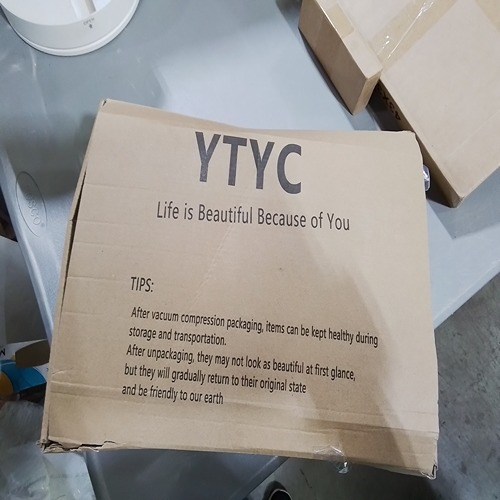 YTYC
Life is Beautiful Because of You
TIPS:
After vacuum compression packaging, items can be kept healthy during
storage and transportation.
After unpackaging, they may not look as beautiful at first glance,
but they will gradually return to their original state
and be friendly to our earth